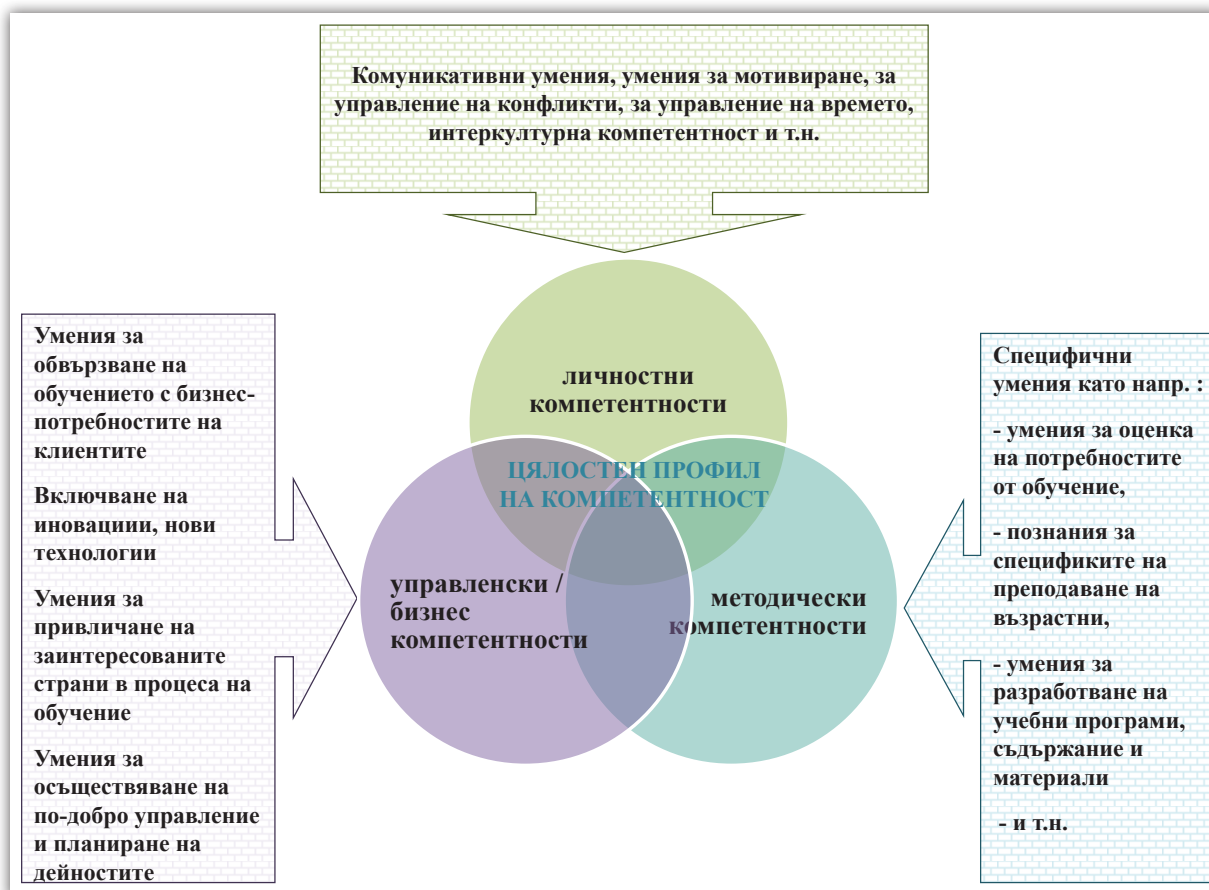 Комуникативни умения, умения за мотивиране, за
управление на конфликти, за управление на времето,
интеркултурна компетентност и т.н.
Умения за
обвързване на
обучението с бизнес-
потребностите на
клиентите
Включване на
иновациии, нови
технологии
Умения за
привличане на
заинтересованите
страни в процеса на
обучение
Умения за
осъществяване на
по-добро управление
и планиране на
дейностите
личностни
компетентности
ЦЯЛОСТЕН ПРОФИЛ
НА КОМПЕТЕНТНОСТ
управленски /
бизнес
компетентности
методически
компетентности
Специфични
умения като напр. :
- умения за оценка
на потребностите
от обучение,
- познания за
спецификите на
преподаване на
възрастни,
- умения за
разработване на
учебни програми,
съдържание и
материали
- и т.н.